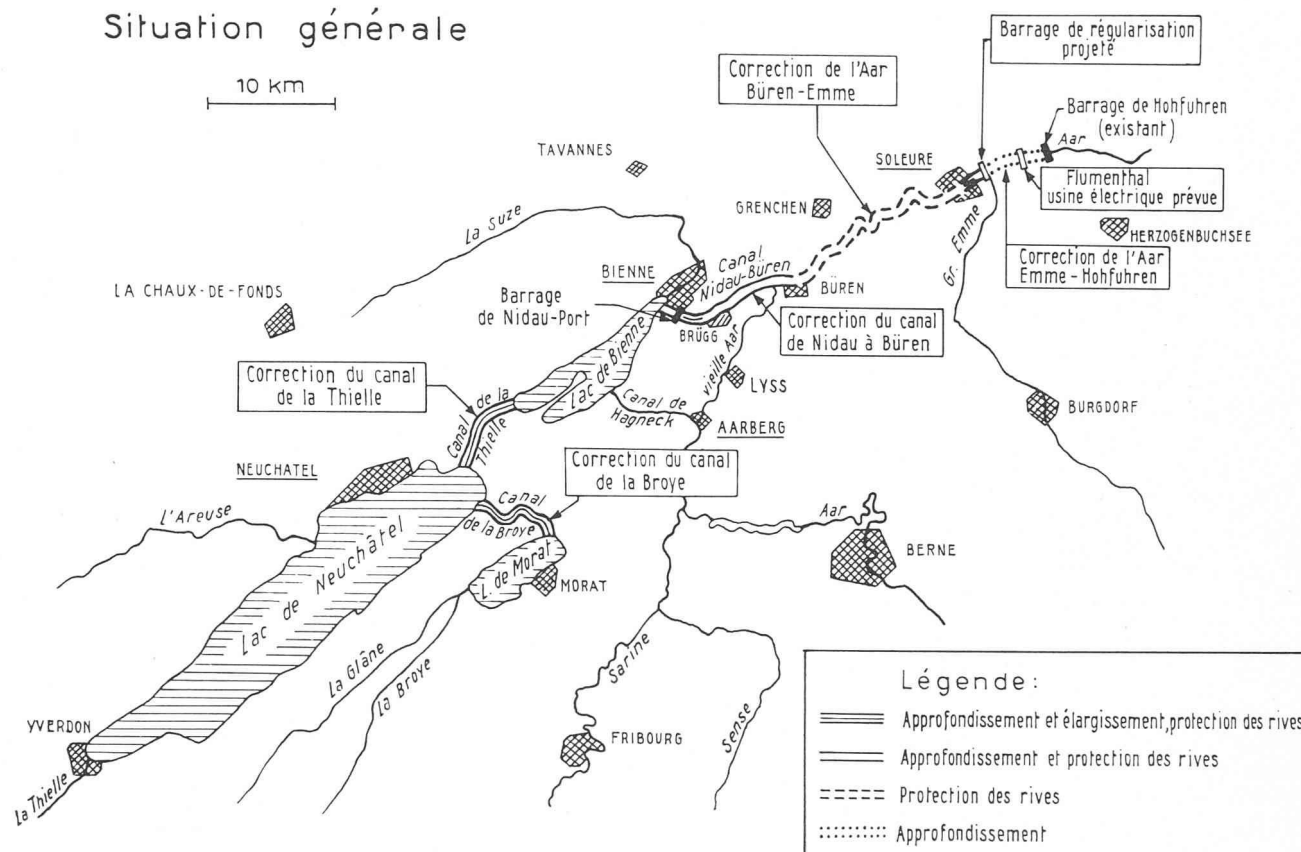 Situation générale
10 km
Barrage de régularisation
projeté
Correction de l'Aar
Büren-Emme
Barrage de Hohfuhren
(existant)
Aar
TAVANNES
SOLEURE
Flumenthal
usine électrique prévue
GRENCHEN
La Suze
Gr. Emme
HERZOGENBUCHSEE
Correction de l'Aar
Emme-Hohfuhren
BIENNE
Canal
Nidau-Büren
LA CHAUX-DE-FONDS
BÜREN
Barrage
de Nidau-Port
BRÜGG
Correction du canal
de Nidau à Büren
Lac de Bienne
vieille Aar
Correction du canal
de la Thielle
LYSS
Canal de la
Thielle
Canal de
Hagneck
BURGDORF
AARBERG
NEUCHATEL
Correction du canal
de la Broye
Canal
de la Broye
L'Areuse
Aar
BERNE
Lac de Neuchâtel
L. de Morat
MORAT
La Glâne
La Broye
Sarine
Sense
YVERDON
FRIBOURG
La Thielle
Légende:
Approfondissement et élargissement, protection des rives
Approfondissement et protection des rives
Protection des rives
Approfondissement